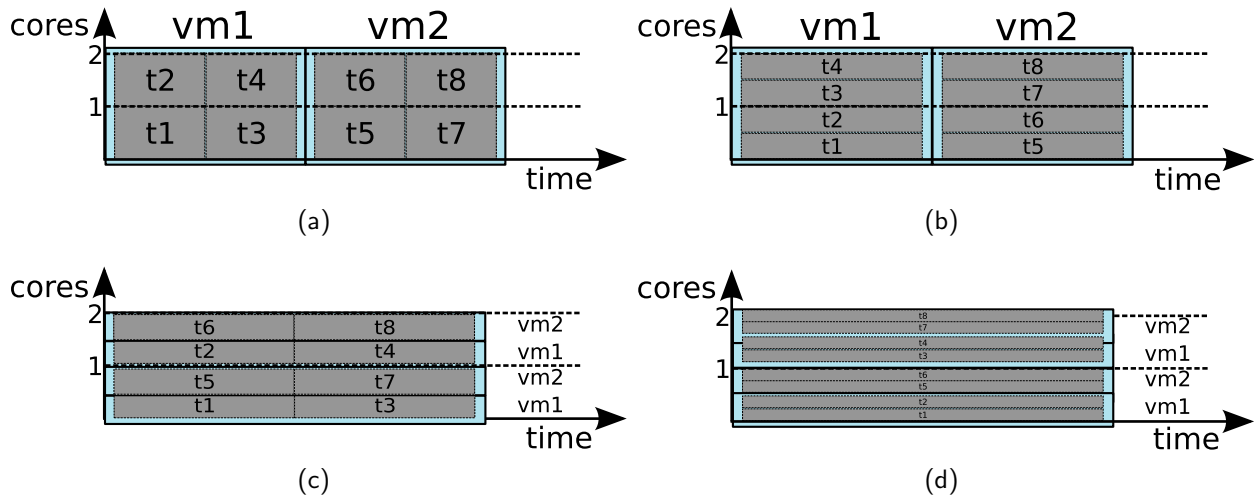 cores vm1 vm2
2
t2 t4 t6 t8
1
t1 t3 t5 t7
time
(a)
cores vm1 vm2
2
t4 t8
t3 t7
1
t2 t6
t1 t5
time
(b)
cores
2
t6 t8 vm2
t2 t4 vm1
1
t5 t7 vm2
t1 t3 vm1
time
(c)
cores
2
t8
t7
vm2
t4
t3
vm1
1
t6
t5
vm2
t2
t1
vm1
time
(d)